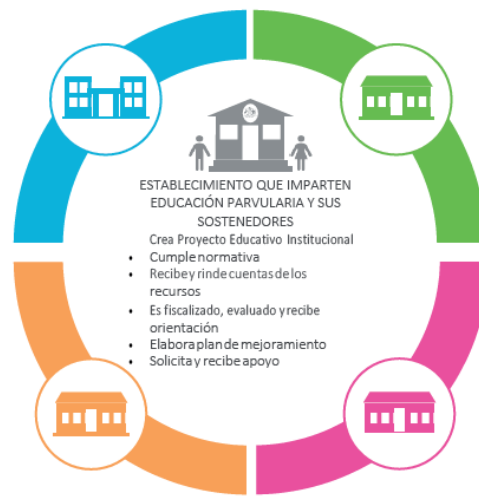 ESTABLECIMIENTO QUE IMPARTEN
EDUCACIÓN PARVULARIA Y SUS
SOSTENEDORES
Crea Proyecto Educativo Institucional
• Cumple normativa
• Recibe y rinde cuentas de los
recursos
• Es fiscalizado, evaluado y recibe
orientación
• Elabora plan de mejoramiento
• Solicita y recibe apoyo